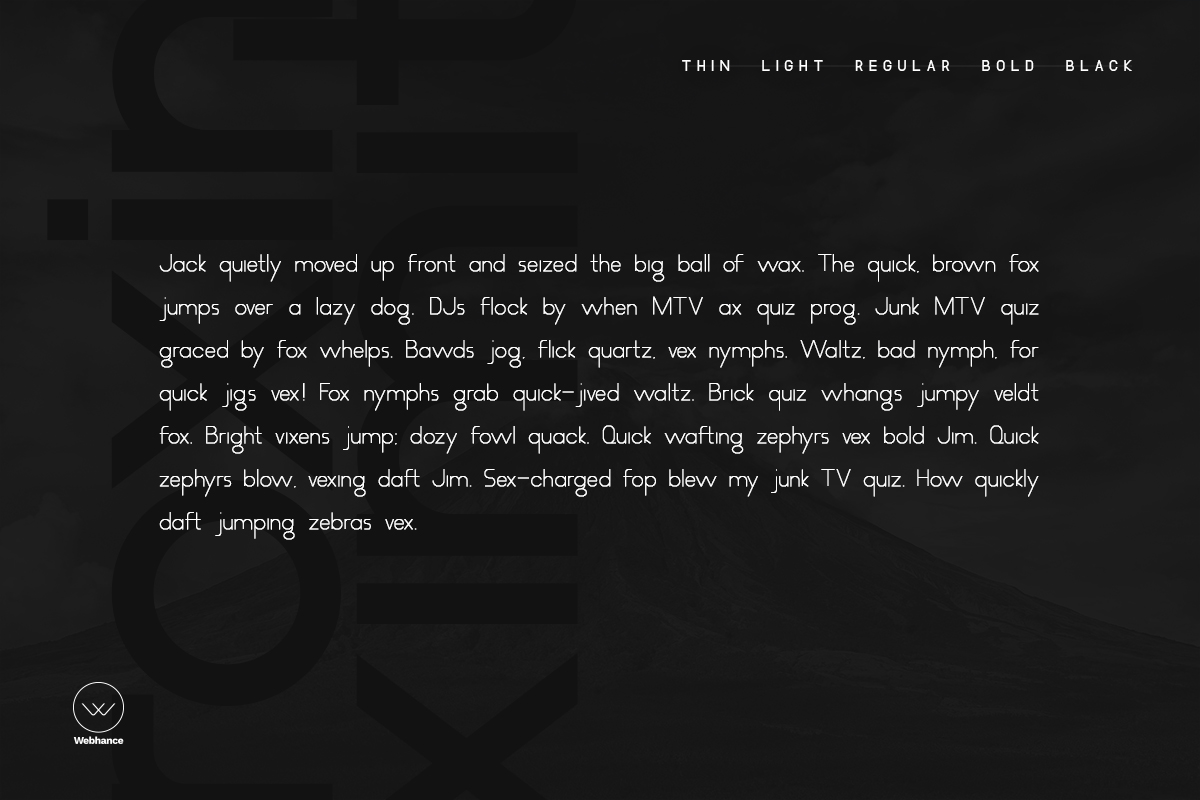 THIN LIGHT REGULAR BOLD BLACK
Jack quietly moved up front and seized the big ball of wax. The quick, brown fox
jumps over a lazy dog. DJs flock by when MTV ax quiz prog. Junk MTV quiz
graced by fox whelps. Bawds jog, flick quartz, vex nymphs. Waltz, bad nymph, for
quick jigs vex! Fox nymphs grab quick-jived waltz. Brick quiz whangs jumpy veldt
fox. Bright vixens jump; dozy fowl quack. Quick wafting zephyrs vex bold Jim. Quick
zephyrs blow, vexing daft Jim. Sex-charged fop blew my junk TV quiz. How quickly
daft jumping zebras vex.
Webhance